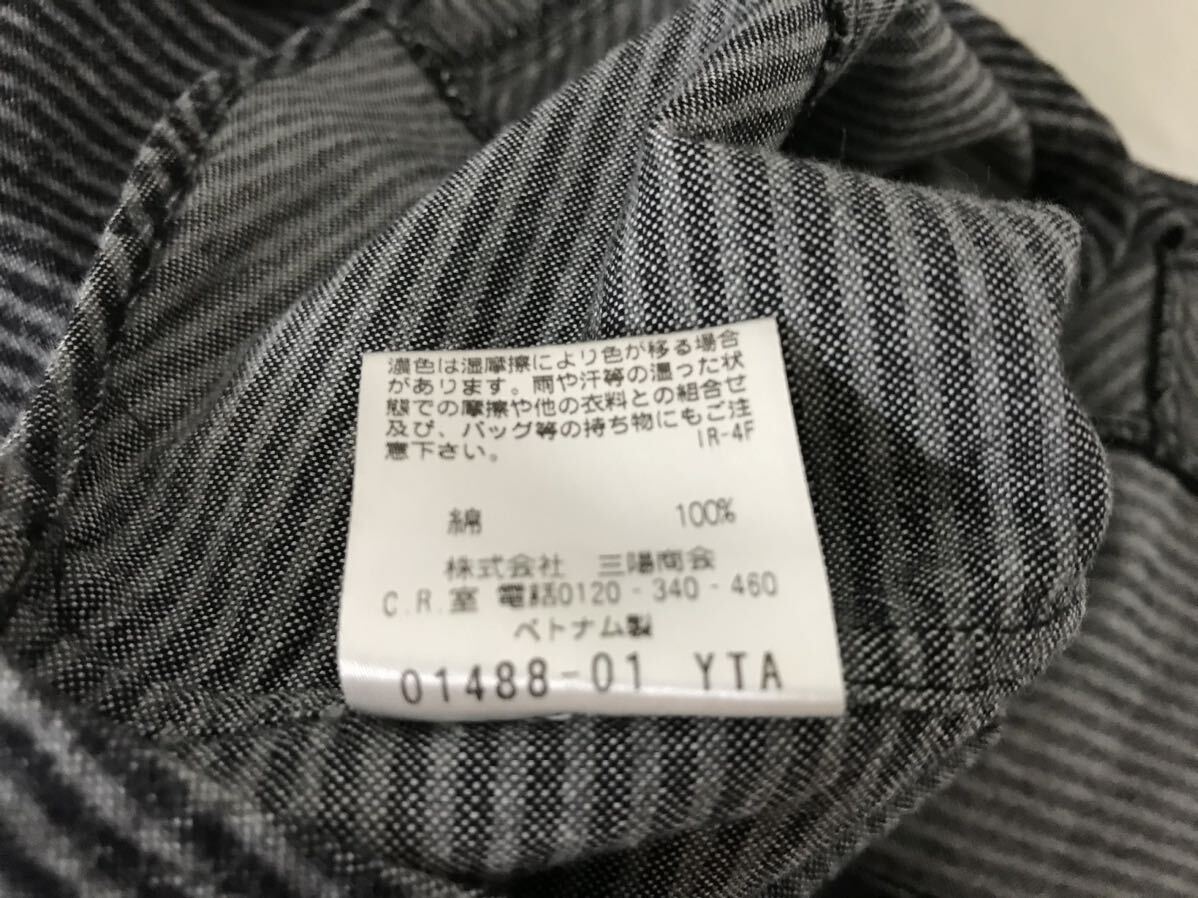 濃色は湿摩擦により色が移る場合
があります。雨や汗等の湿った状
態での摩擦や他の衣料との組合せ
及び、バッグ等の持ち物にもご注
意下さい。 IR-4F
綿 100%
株式会社 三陽商会
C.R.室 電話0120-340-460
ベトナム製
01488-01 YTA